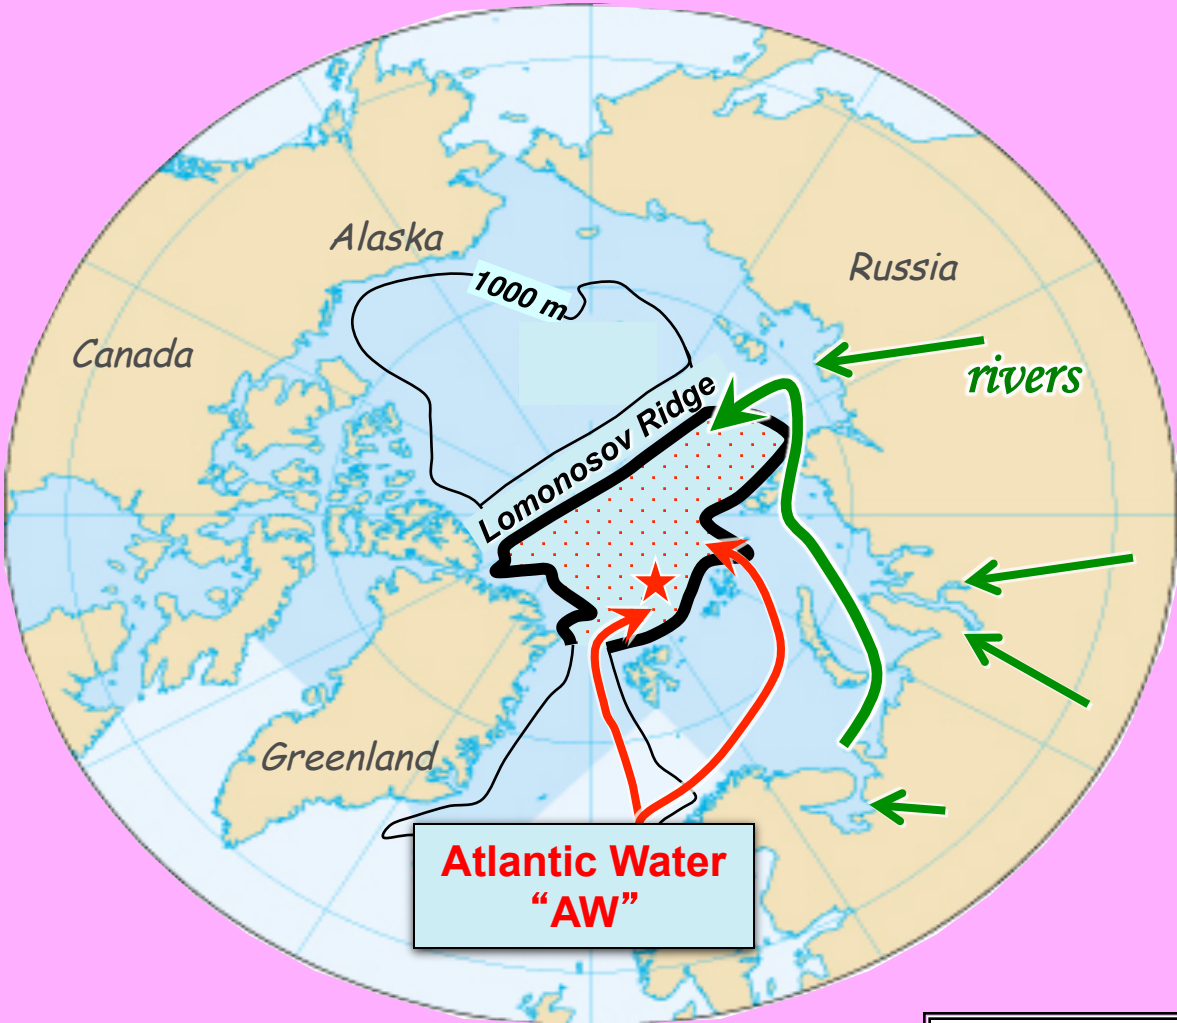 Alaska
Russia
1000 m
Canada
rivers
Lomonosov Ridge
Greenland
Atlantic Water
“AW”